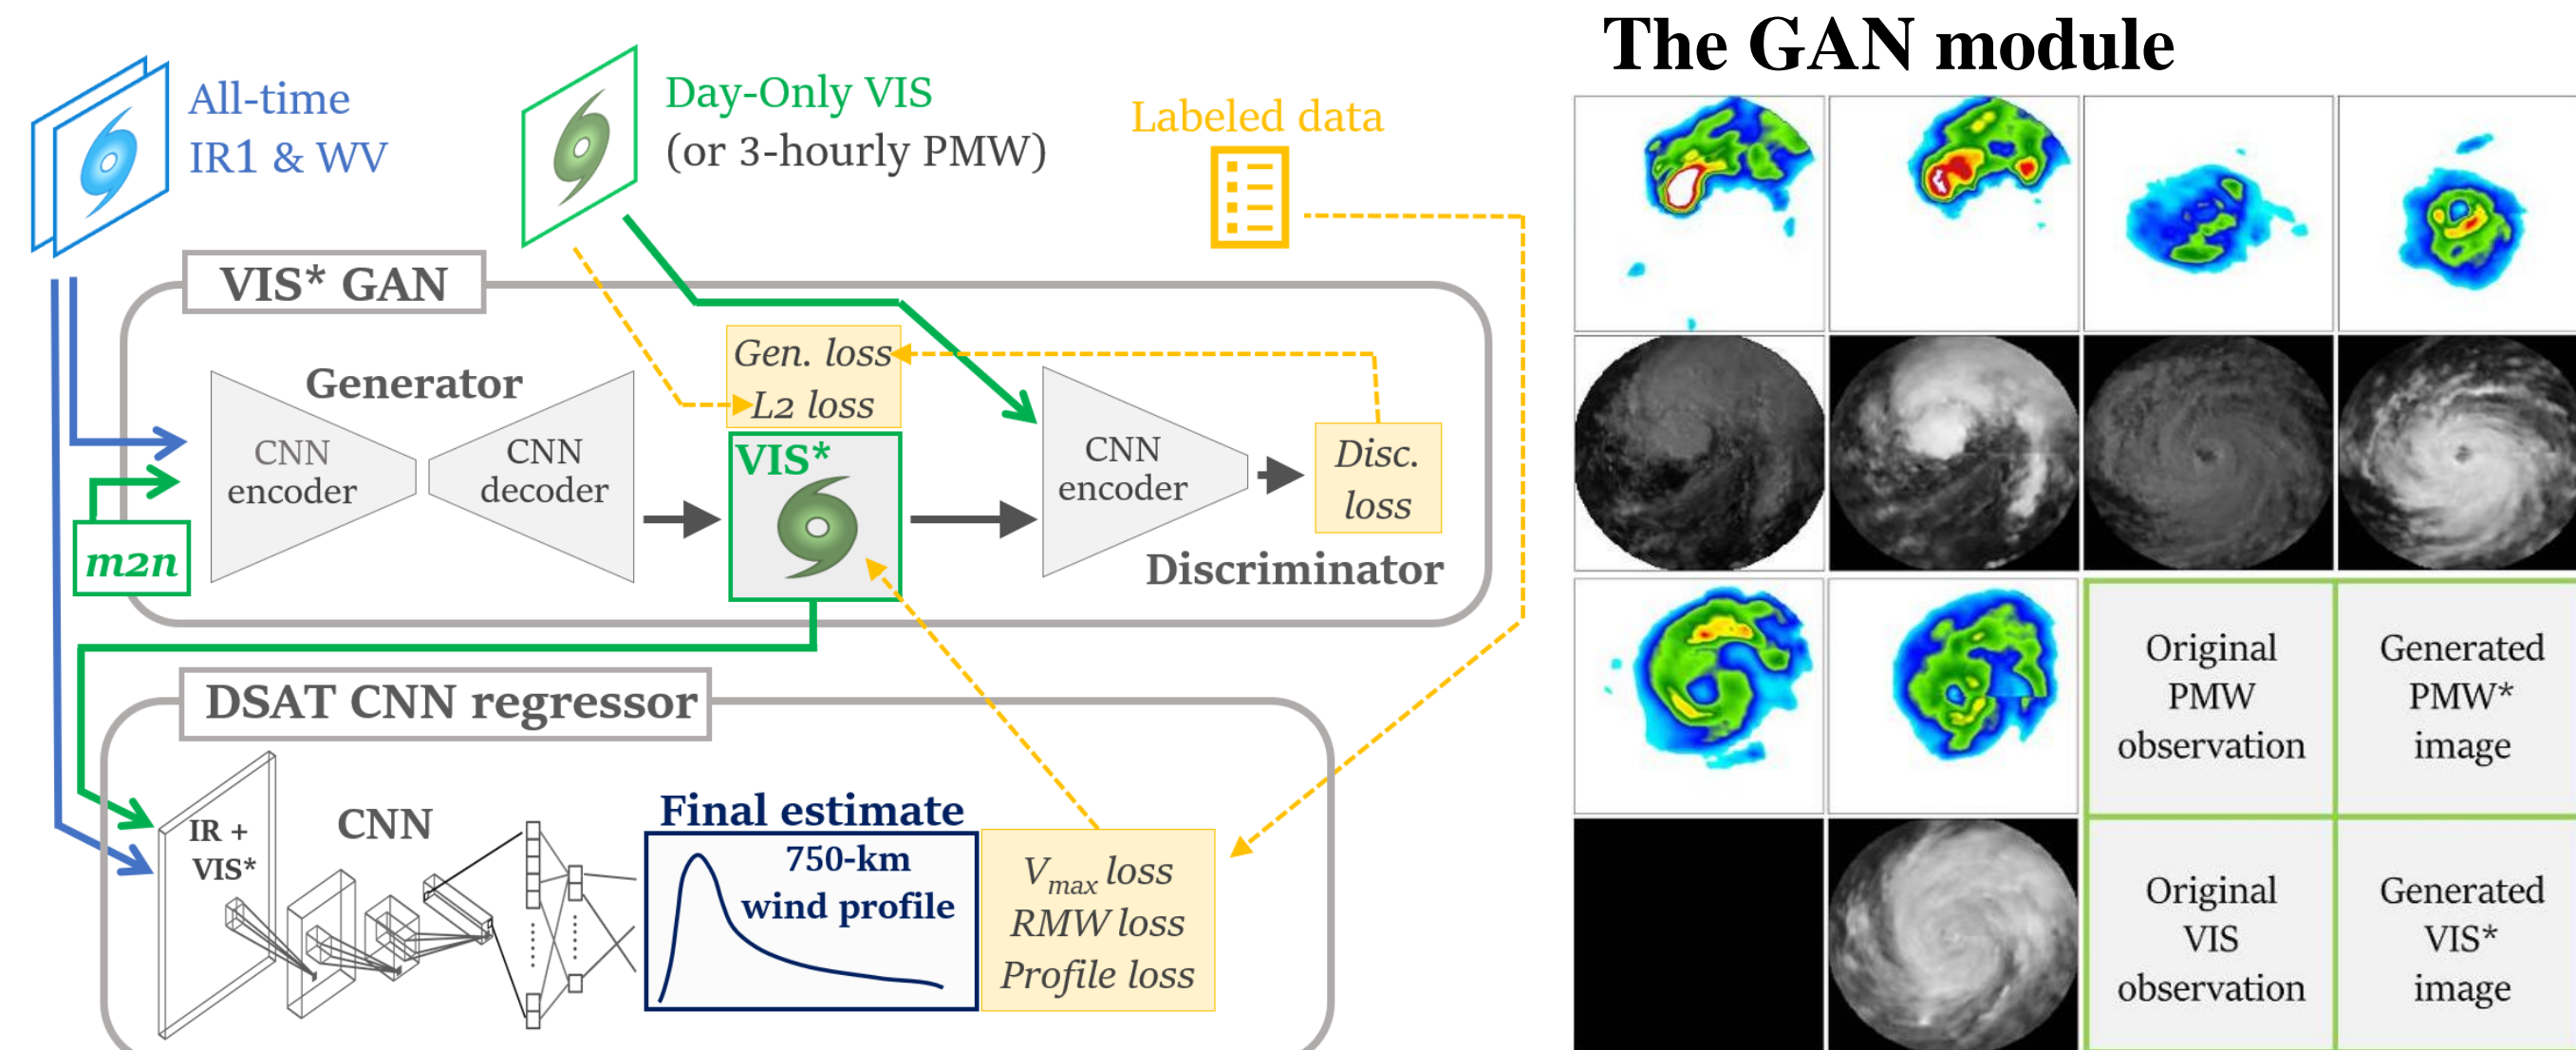 The GAN module
All-time
IR1 & WV
Day-Only VIS
(or 3-hourly PMW)
Labeled data
VIS* GAN
Generator
CNN
encoder
CNN
decoder
m2n
Gen. loss
L2 loss
VIS*
CNN
encoder
Disc.
loss
Discriminator
DSAT CNN regressor
IR +
VIS*
CNN
Final estimate
750-km
wind profile
Vmax loss
RMW loss
Profile loss
Original
PMW
observation
Generated
PMW*
image
Original
VIS
observation
Generated
VIS*
image